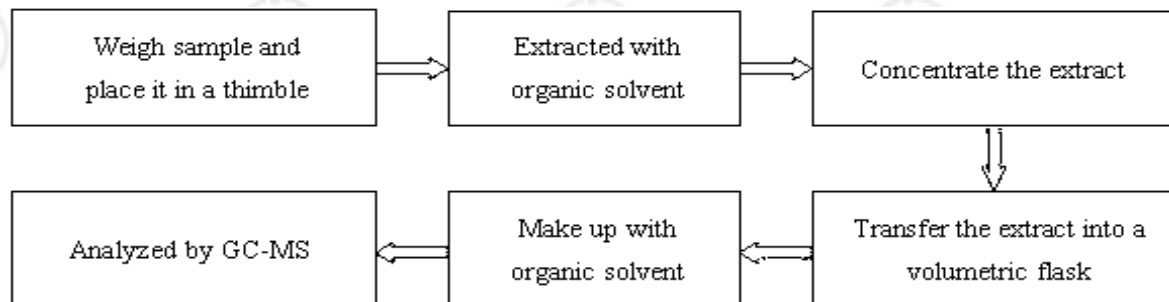 Weigh sample and
place it in a thimble
Extracted with
organic solvent
Concentrate the extract
Transfer the extract into a
volumetric flask
Make up with
organic solvent
Analyzed by GC-MS